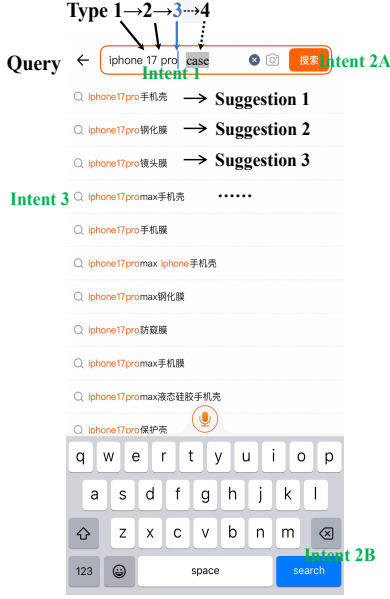 Type 1→2→3→4
Query
iphone 17 pro case
搜索
Intent 1
Intent 2A
iphone17pro手机壳
Suggestion 1
iphone17pro钢化膜
Suggestion 2
iphone17pro镜头膜
Suggestion 3
Intent 3
iphone17promax手机壳
······
iphone17pro手机膜
iphone17promax iphone手机壳
iphone17promax钢化膜
iphone17pro防窥膜
iphone17promax手机膜
iphone17promax液态硅胶手机壳
iphone17pro保护壳
q w e r t y u i o p
a s d f g h j k l
z x c v b n m
Intent 2B
123 space search